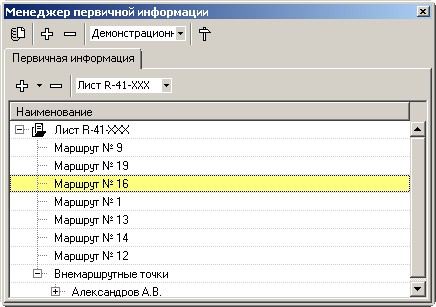 Менеджер первичной информации
Демонстрационн
Первичная информация
Лист R-41-XXX
Наименование
Лист R-41-XXX
Маршрут № 9
Маршрут № 19
Маршрут № 16
Маршрут № 1
Маршрут № 13
Маршрут № 14
Маршрут № 12
Внемаршрутные точки
Александров А.В.